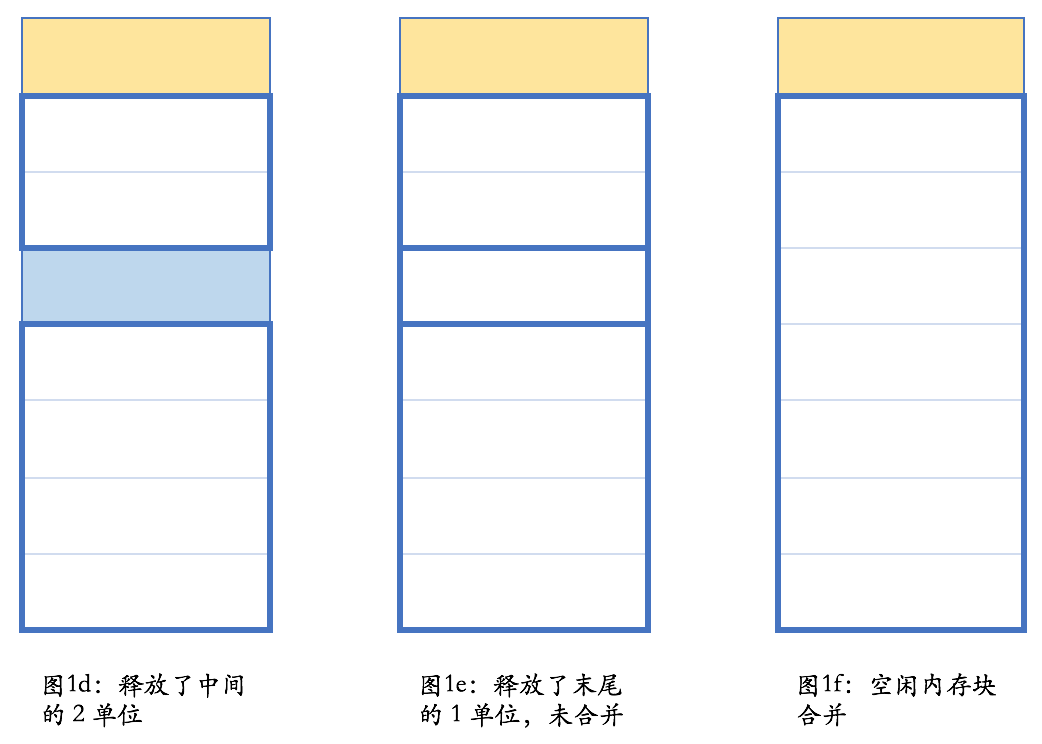 图1d：释放了中间
的 2 单位
图1e：释放了末尾
的 1 单位，未合并
图1f：空闲内存块
合并